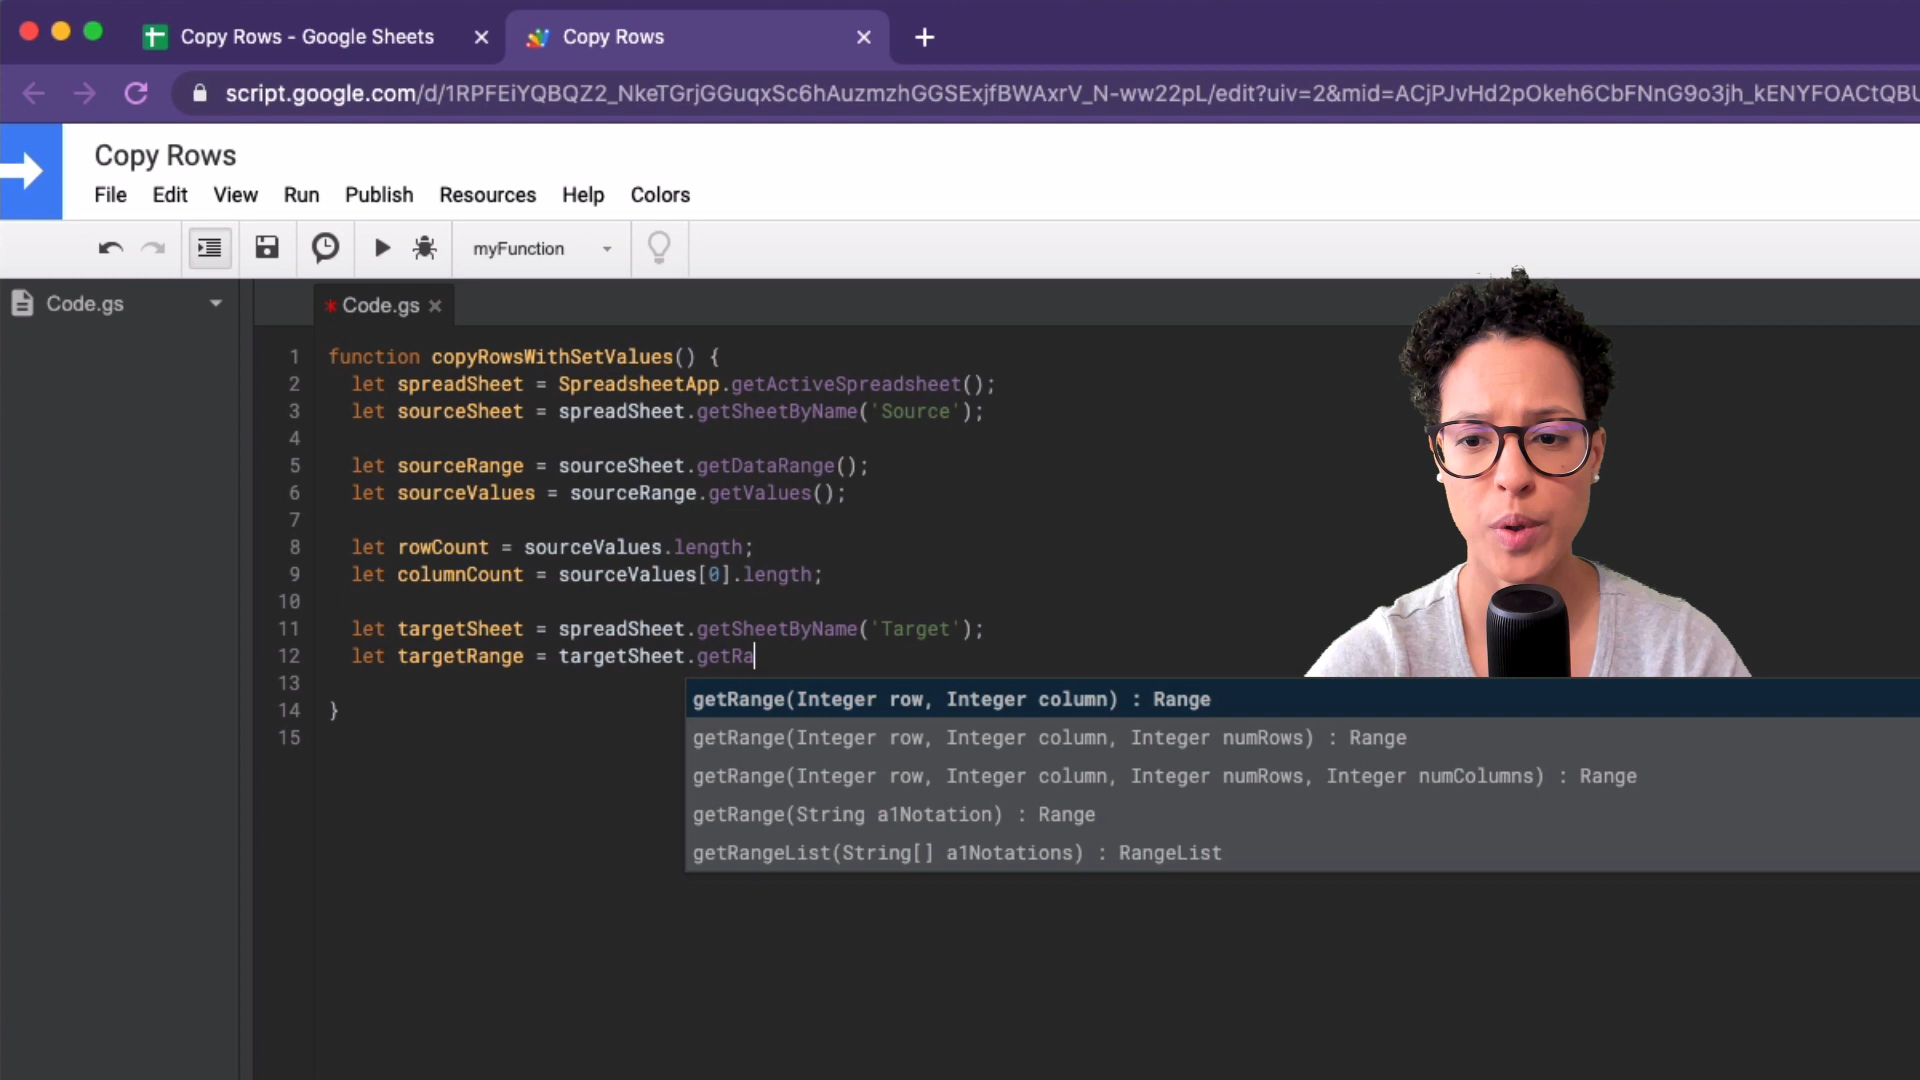 Copy Rows - Google Sheets
Copy Rows
script.google.com/d/1RPFEiYQBQZ2_NkeTGrjGGuqxSc6hAuzmzhGGSExjfBWAxrV_N-ww22pL/edit?uiv=2&mid=ACjPJvHd2pOkeh6CbFNnG9o3jh_kENYFOACtQBU
Copy Rows
File Edit View Run Publish Resources Help Colors
myFunction
Code.gs
* Code.gs
1 function copyRowsWithSetValues() {
2 let spreadSheet = SpreadsheetApp.getActiveSpreadsheet();
3 let sourceSheet = spreadSheet.getSheetByName('Source');
4
5 let sourceRange = sourceSheet.getDataRange();
6 let sourceValues = sourceRange.getValues();
7
8 let rowCount = sourceValues.length;
9 let columnCount = sourceValues[0].length;
10
11 let targetSheet = spreadSheet.getSheetByName('Target');
12 let targetRange = targetSheet.getRa
13
14 }
15
getRange(Integer row, Integer column) : Range
getRange(Integer row, Integer column, Integer numRows) : Range
getRange(Integer row, Integer column, Integer numRows, Integer numColumns) : Range
getRange(String a1Notation) : Range
getRangeList(String[] a1Notations) : RangeList